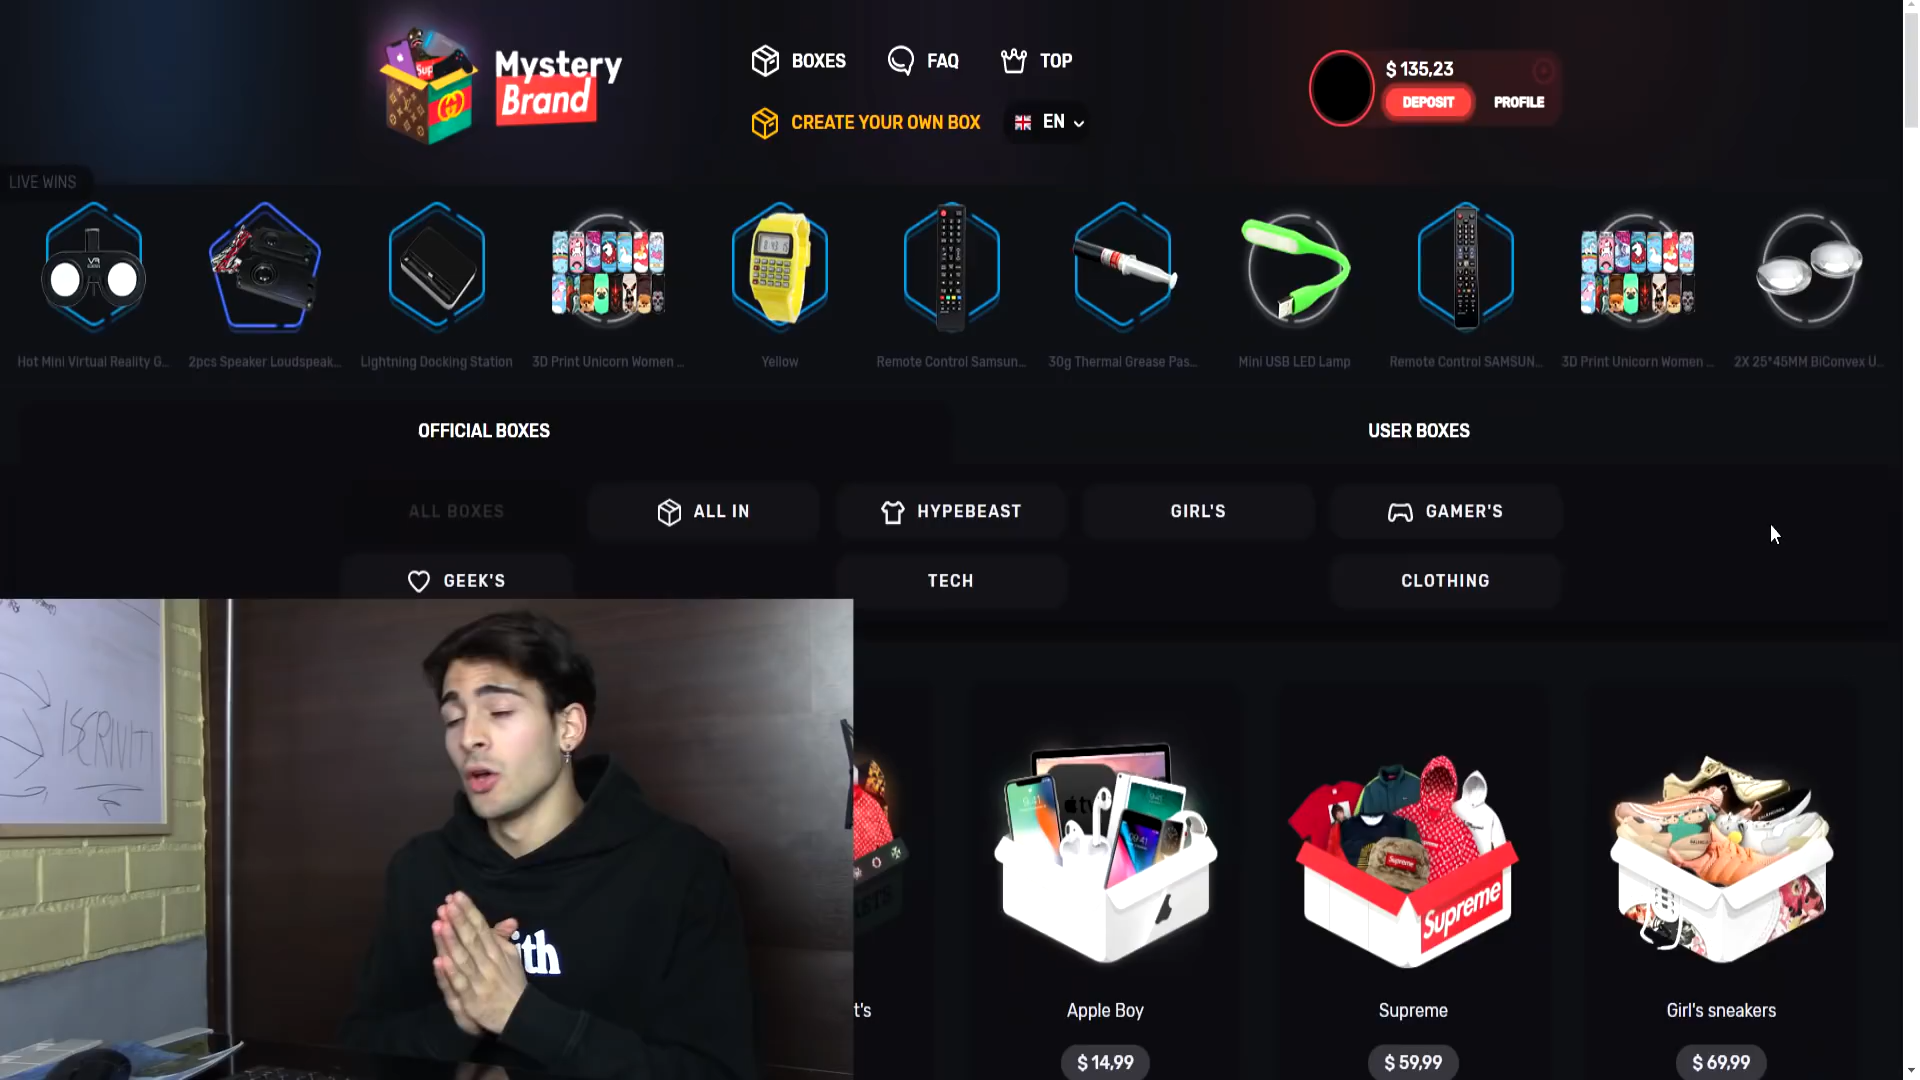 Mystery
Brand
BOXES
FAQ
TOP
CREATE YOUR OWN BOX
EN
$ 135,23
DEPOSIT
PROFILE
LIVE WINS
Hot Mini Virtual Reality G...
2pcs Speaker Loudspeak...
Lightning Docking Station
3D Print Unicorn Women ...
Yellow
Remote Control Samsun...
30g Thermal Grease Pas...
Mini USB LED Lamp
Remote Control SAMSUN...
3D Print Unicorn Women ...
2X 25*45MM BiConvex U...
OFFICIAL BOXES
USER BOXES
ALL BOXES
ALL IN
HYPEBEAST
GIRL'S
GAMER'S
GEEK'S
TECH
CLOTHING
ISCRIVITI
ith
t's
Supreme
Apple Boy
Supreme
Girl's sneakers
$ 14,99
$ 59,99
$ 69,99